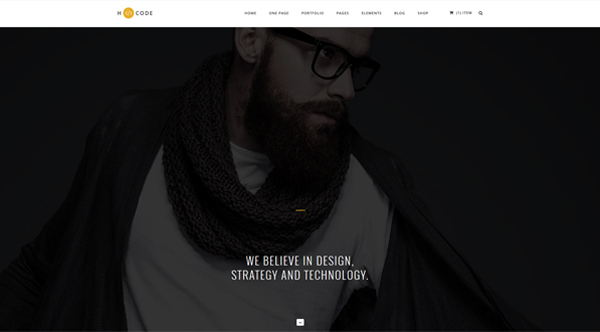 H CODE
HOME ONE PAGE PORTFOLIO PAGES ELEMENTS BLOG SHOP (1) ITEM
WE BELIEVE IN DESIGN,
STRATEGY AND TECHNOLOGY.